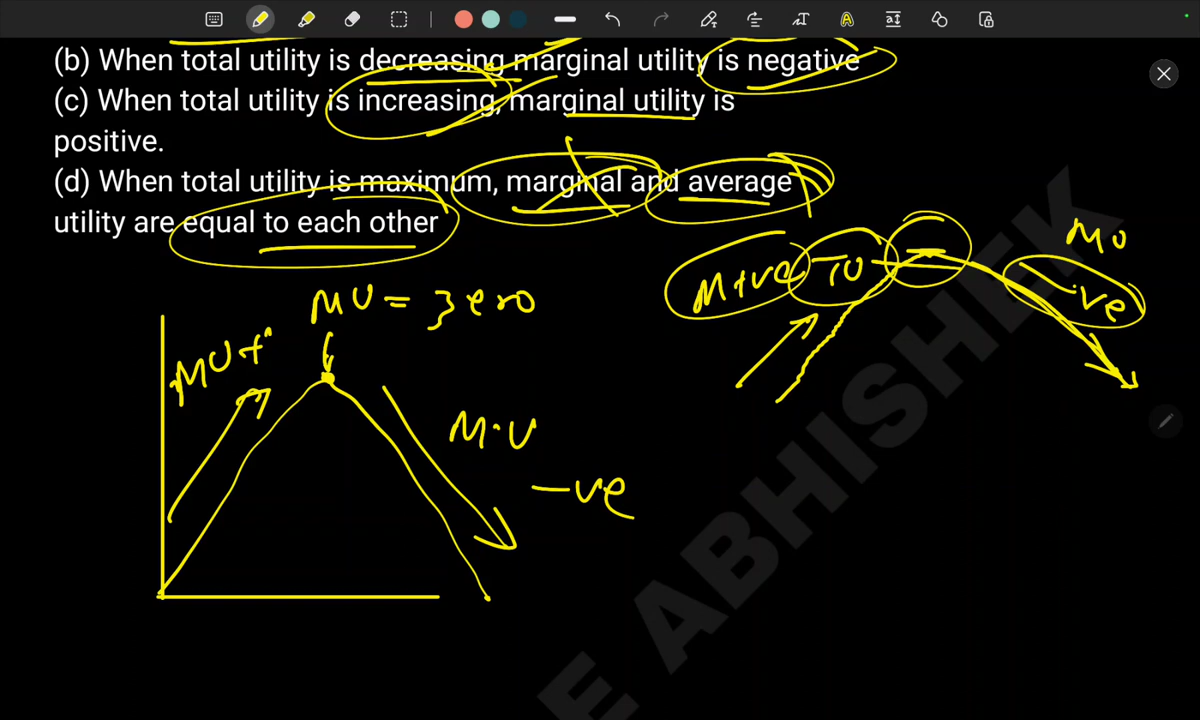 (b) When total utility is decreasing marginal utility is negative
(c) When total utility is increasing, marginal utility is
positive.
(d) When total utility is maximum, marginal and average
utility are equal to each other
MU = zero
MU+
M.U
-ve
M+ve TU
MU
-ve
E ABHISHEK